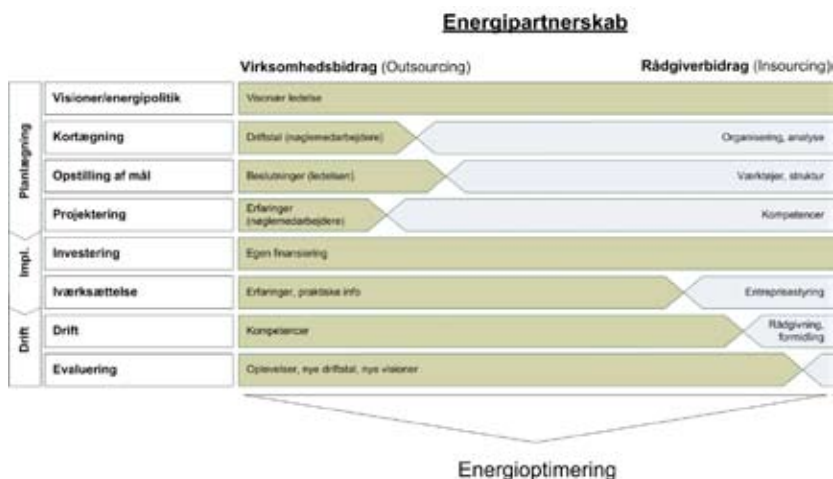 Energipartnerskab
Virksomhedsbidrag (Outsourcing)
Rådgiverbidrag (Insourcing)
Planlægning
Visioner/energipolitik
Visionær ledelse
Kortægning
Driftstal (nøglemedarbejdere)
Organisering, analyse
Opstilling af mål
Beslutninger (ledelsen)
Værktøjer, struktur
Projektering
Erfaringer
(nøglemedarbejdere)
Kompetencer
Impl.
Investering
Egen finansiering
Iværksættelse
Erfaringer, praktiske info
Entreprisestyring
Drift
Drift
Kompetencer
Rådgivning,
formidling
Evaluering
Oplevelser, nye driftstal, nye visioner
Energioptimering